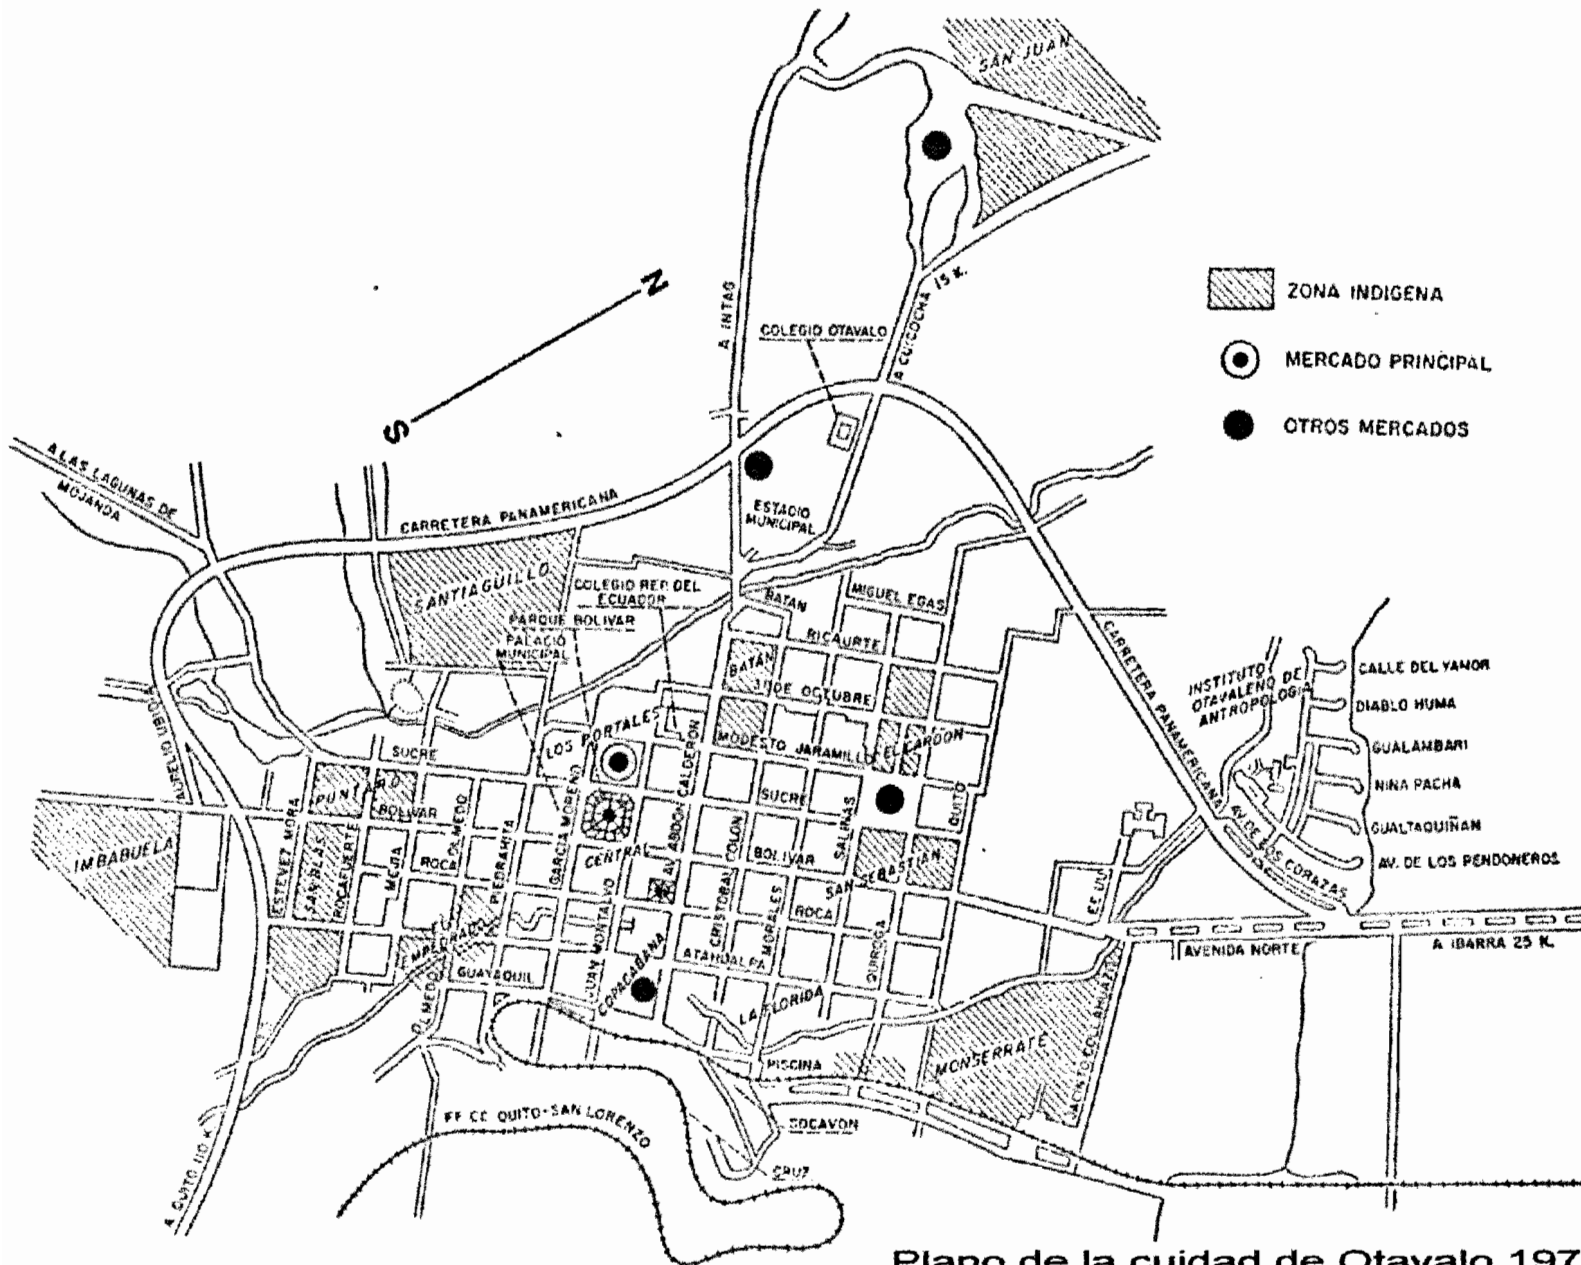 SAN JUAN
A INTAG
A CUICOCHA 15 K.
COLEGIO OTAVALO
ZONA INDIGENA
MERCADO PRINCIPAL
OTROS MERCADOS
N
S
A LAS LAGUNAS DE
MOJANDA
CARRETERA PANAMERICANA
ESTADIO
MUNICIPAL
SANTIAGUILLO
COLEGIO REP. DEL
ECUADOR
PARQUE BOLIVAR
PALACIO
MUNICIPAL
BATAN
MIGUEL EGAS
RICAURTE
BATAN
31 DE OCTUBRE
CARRETERA PANAMERICANA
INSTITUTO
OTAVALEÑO DE
ANTROPOLOGIA
CALLE DEL YAMOR
DIABLO HUMA
GUALAMBARI
NINA PACHA
GUALTAQUIÑAN
AV. DE LOS PENDONEROS
AV. DE LOS CORAZAS
LOS PORTALES
MODESTO JARAMILLO
EL CARDON
SUCRE
SUCRE
PUNYARO
BOLIVAR
BOLIVAR
IMBABUELA
ESTEVEZ MORA
SAN BLAS
ROCAFUERTE
MEJIA
ROCA
OLMEDO
PIEDRAHITA
GARCIA MORENO
CENTRAL
JUAN MONTALVO
CALDERON
CRISTOBAL COLON
MORALES
SALINAS
QUITO
SAN SEBASTIAN
ROCA
QUIROGA
ATAHUALPA
EE UU
AVENIDA NORTE
A IBARRA 25 K.
GUAYAQUIL
OLMEDO
COPACABANA
LA FLORIDA
MONSERRATE
PISCINA
SOCAVON
CRUZ
FF CC QUITO-SAN LORENZO
A QUITO 110 K.
Plano de la cuidad de Otavalo 197